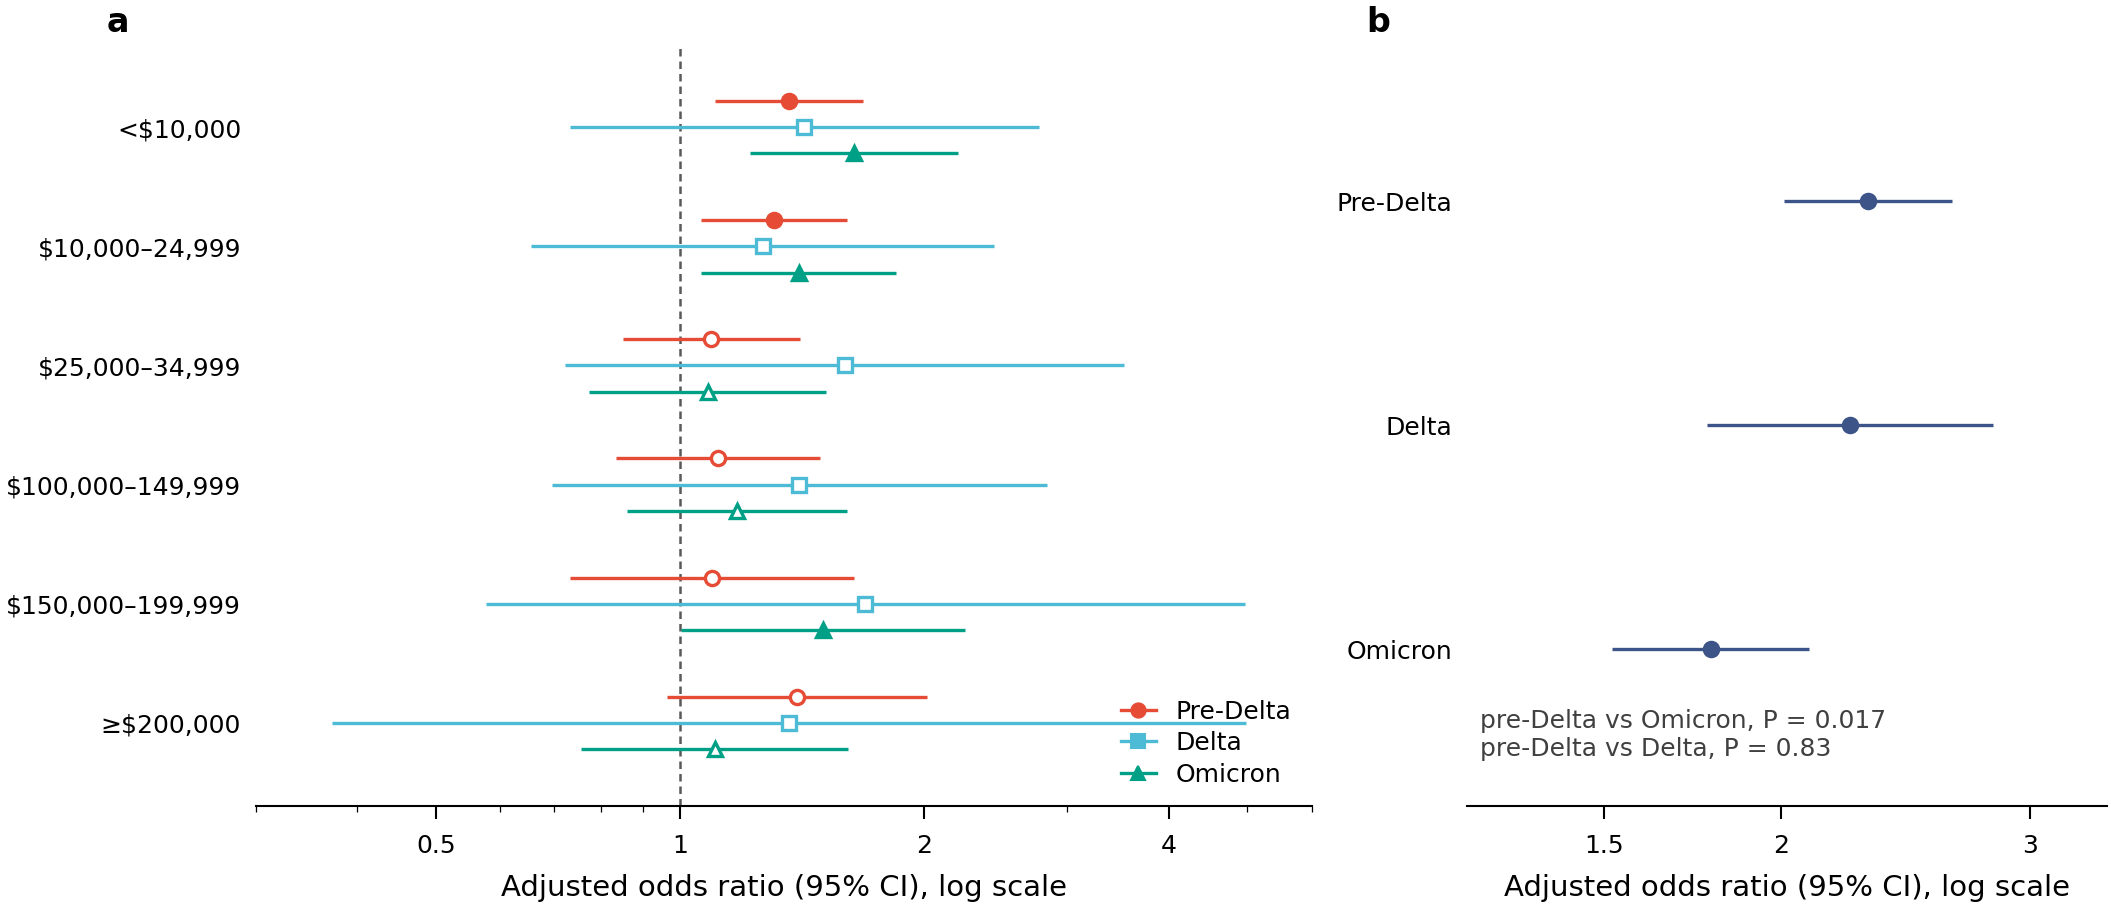 a
<$10,000
$10,000–24,999
$25,000–34,999
$100,000–149,999
$150,000–199,999
≥$200,000
Pre-Delta
Delta
Omicron
0.5
1
2
4
Adjusted odds ratio (95% CI), log scale
b
Pre-Delta
Delta
Omicron
pre-Delta vs Omicron, P = 0.017
pre-Delta vs Delta, P = 0.83
1.5
2
3
Adjusted odds ratio (95% CI), log scale